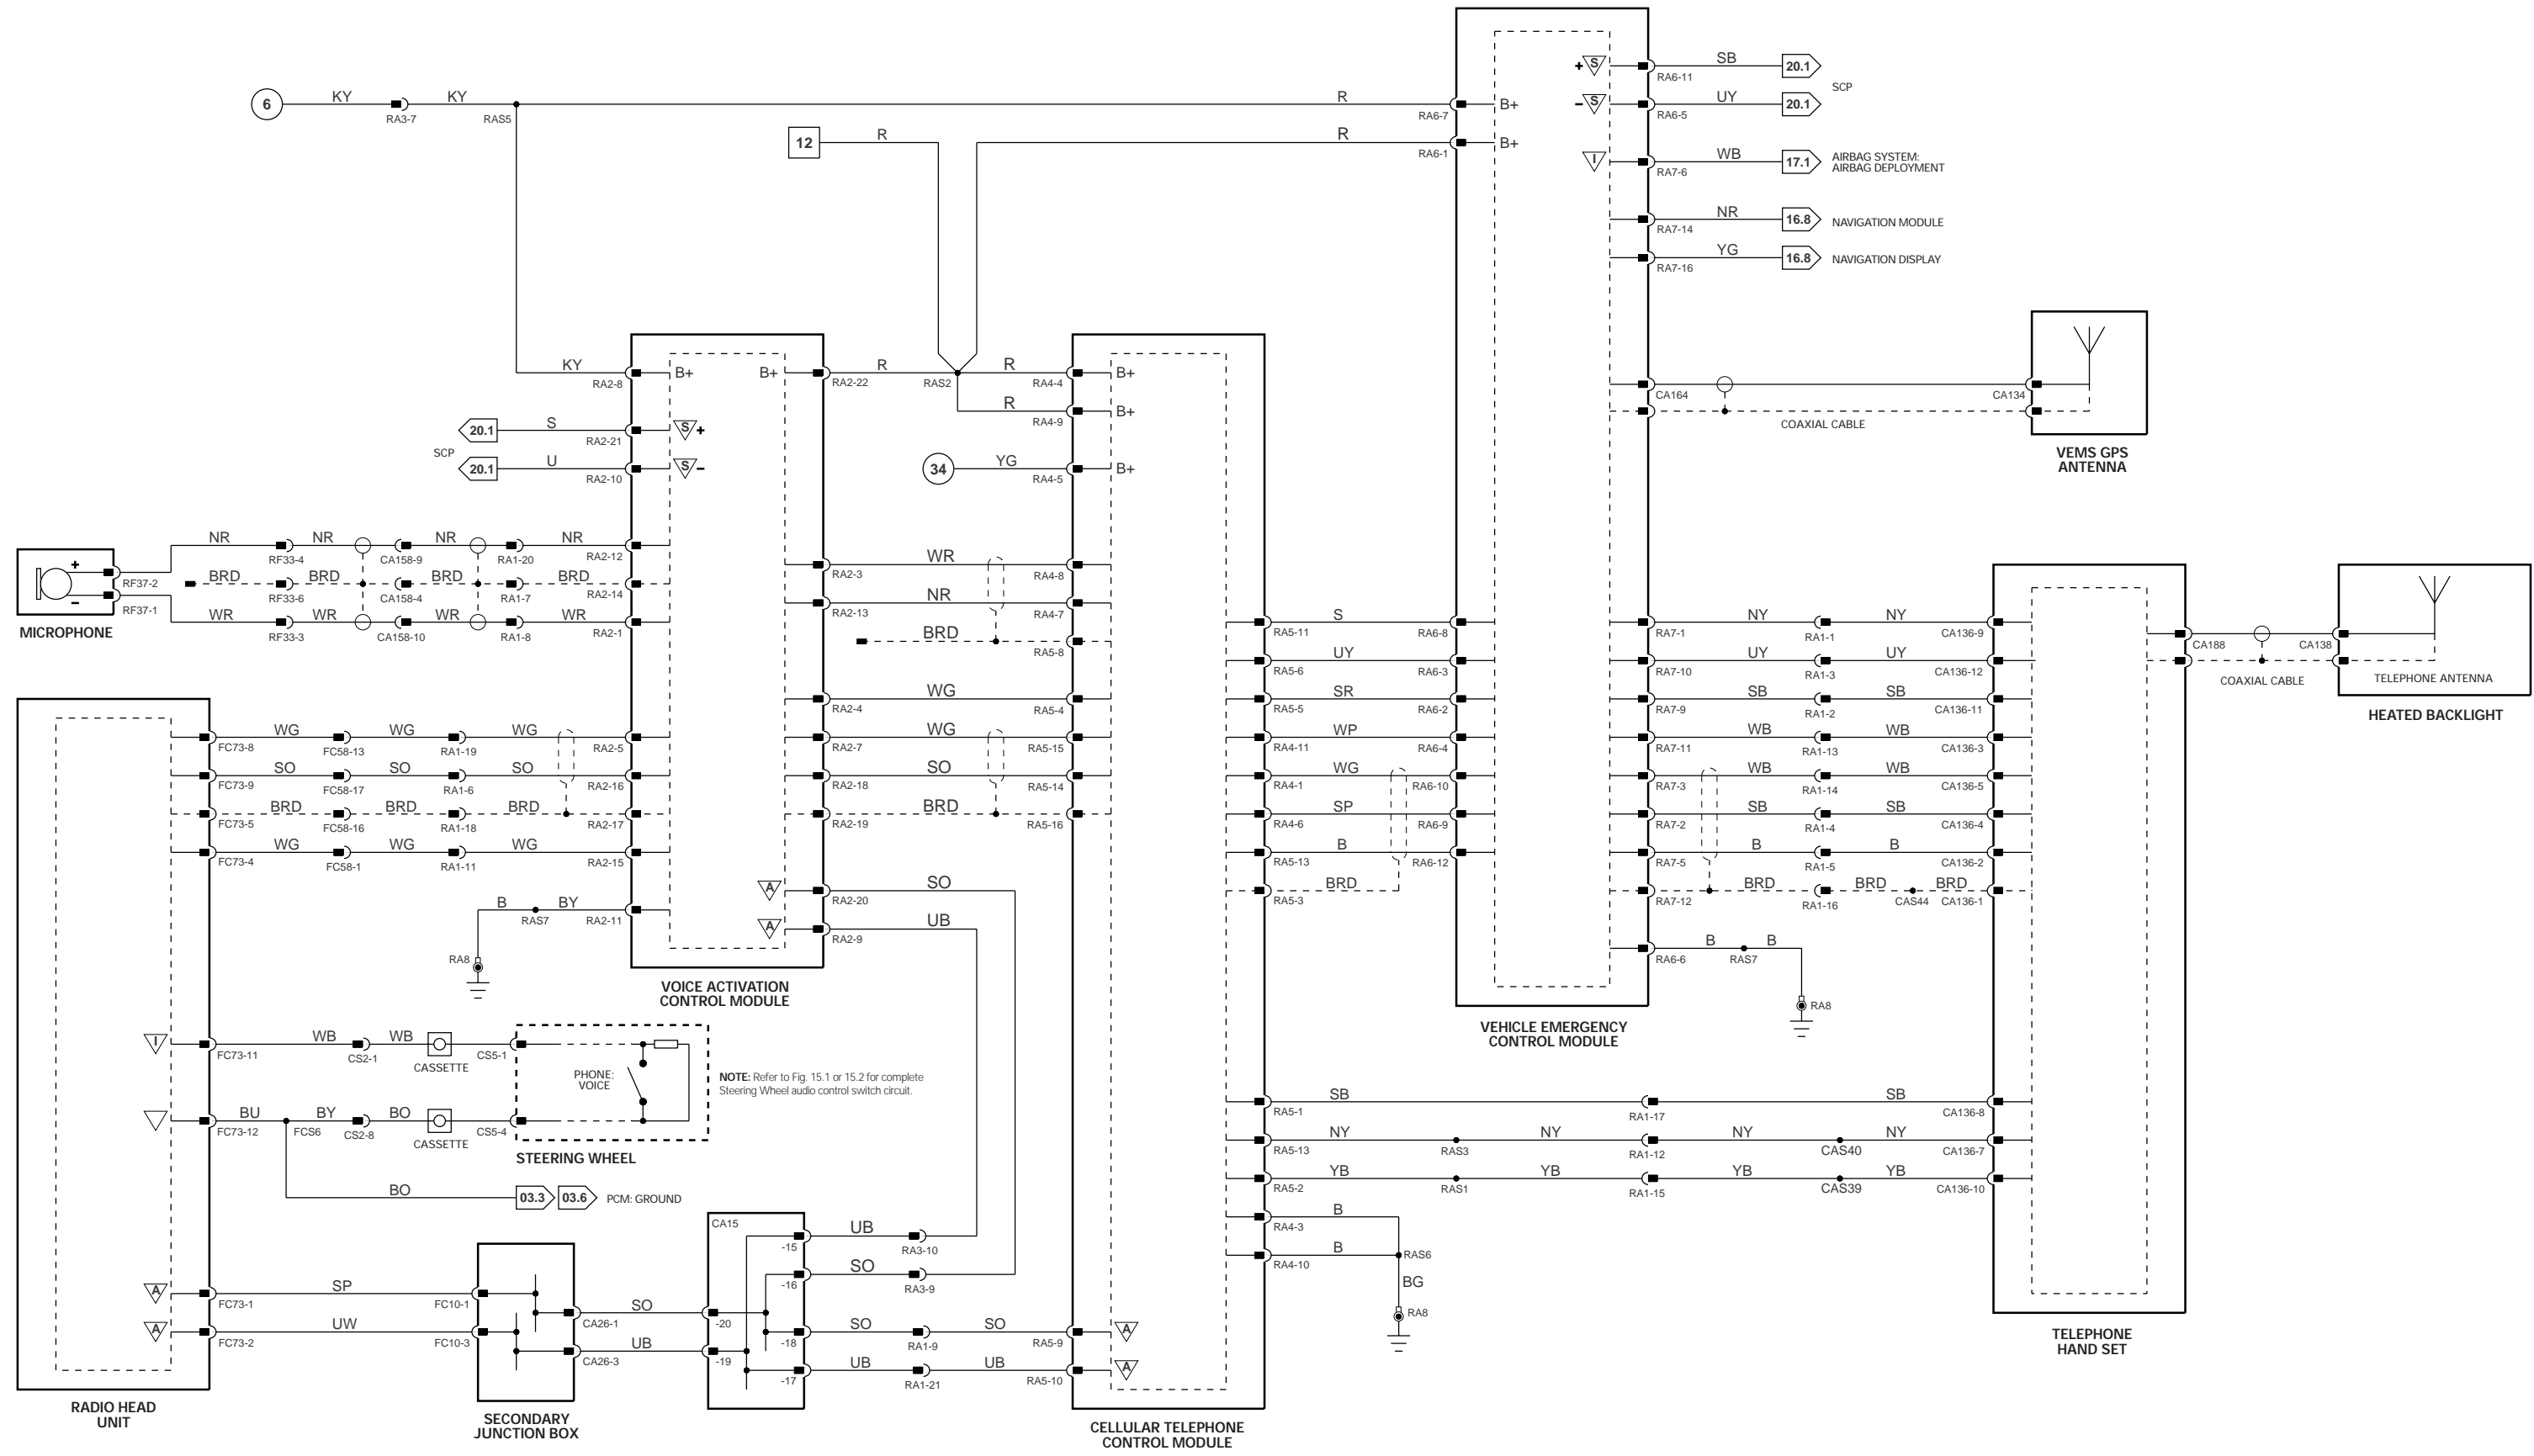 6 KY RA3-7 KY RAS5 R RA6-7 B+
12 R R RA6-1 B+
+ S RA6-11 SB 20.1
SCP
- S RA6-5 UY 20.1
I RA7-6 WB 17.1 AIRBAG SYSTEM:
AIRBAG DEPLOYMENT
RA7-14 NR 16.8 NAVIGATION MODULE
RA7-16 YG 16.8 NAVIGATION DISPLAY
CA164 CA134
COAXIAL CABLE
VEMS GPS
ANTENNA
KY RA2-8 B+ B+ RA2-22 R RAS2 R RA4-4 B+
R RA4-9 B+
20.1 S RA2-21 S +
SCP
20.1 U RA2-10 S -
34 YG RA4-5 B+
+ RF37-2 NR RF33-4 NR CA158-9 NR RA1-20 NR RA2-12
BRD RF33-6 BRD CA158-4 BRD RA1-7 BRD RA2-14
- RF37-1 WR RF33-3 WR CA158-10 WR RA1-8 WR RA2-1
MICROPHONE
RA2-3 WR RA4-8
RA2-13 NR RA4-7
BRD RA5-8
RA2-4 WG RA5-4
RA2-7 WG RA5-15
RA2-18 SO RA5-14
RA2-19 BRD RA5-16
A RA2-20 SO
A RA2-9 UB
FC73-8 WG FC58-13 WG RA1-19 WG RA2-5
FC73-9 SO FC58-17 SO RA1-6 SO RA2-16
FC73-5 BRD FC58-16 BRD RA1-18 BRD RA2-17
FC73-4 WG FC58-1 WG RA1-11 WG RA2-15
B RAS7 BY RA2-11
RA8
VOICE ACTIVATION
CONTROL MODULE
RA5-11 S RA6-8
RA5-6 UY RA6-3
RA5-5 SR RA6-2
RA4-11 WP RA6-4
RA4-1 WG RA6-10
RA4-6 SP RA6-9
RA5-13 B RA6-12
RA5-3 BRD
RA7-1 NY RA1-1 NY CA136-9
RA7-10 UY RA1-3 UY CA136-12
RA7-9 SB RA1-2 SB CA136-11
RA7-11 WB RA1-13 WB CA136-3
RA7-3 WB RA1-14 WB CA136-5
RA7-2 SB RA1-4 SB CA136-4
RA7-5 B RA1-5 B CA136-2
RA7-12 BRD RA1-16 BRD CAS44 BRD CA136-1
RA6-6 B RAS7 B
RA8
VEHICLE EMERGENCY
CONTROL MODULE
CA188 CA138
COAXIAL CABLE
TELEPHONE ANTENNA
HEATED BACKLIGHT
I FC73-11 WB CS2-1 WB CASSETTE CS5-1
PHONE:
VOICE
NOTE: Refer to Fig. 15.1 or 15.2 for complete
Steering Wheel audio control switch circuit.
FC73-12 BU FCS6 BY CS2-8 BO CASSETTE CS5-4
STEERING WHEEL
BO 03.3 03.6 PCM: GROUND
RA5-1 SB RA1-17 SB CA136-8
RA5-13 NY RAS3 NY RA1-12 NY CAS40 NY CA136-7
RA5-2 YB RAS1 YB RA1-15 YB CAS39 YB CA136-10
RA4-3 B
RA4-10 B RAS6
BG
RA8
CA15
-15 UB RA3-10
-16 SO RA3-9
A FC73-1 SP FC10-1
A FC73-2 UW FC10-3
CA26-1 SO -20
CA26-3 UB -19
-18 SO RA1-9 SO RA5-9 A
-17 UB RA1-21 UB RA5-10 A
RADIO HEAD
UNIT
SECONDARY
JUNCTION BOX
CELLULAR TELEPHONE
CONTROL MODULE
TELEPHONE
HAND SET